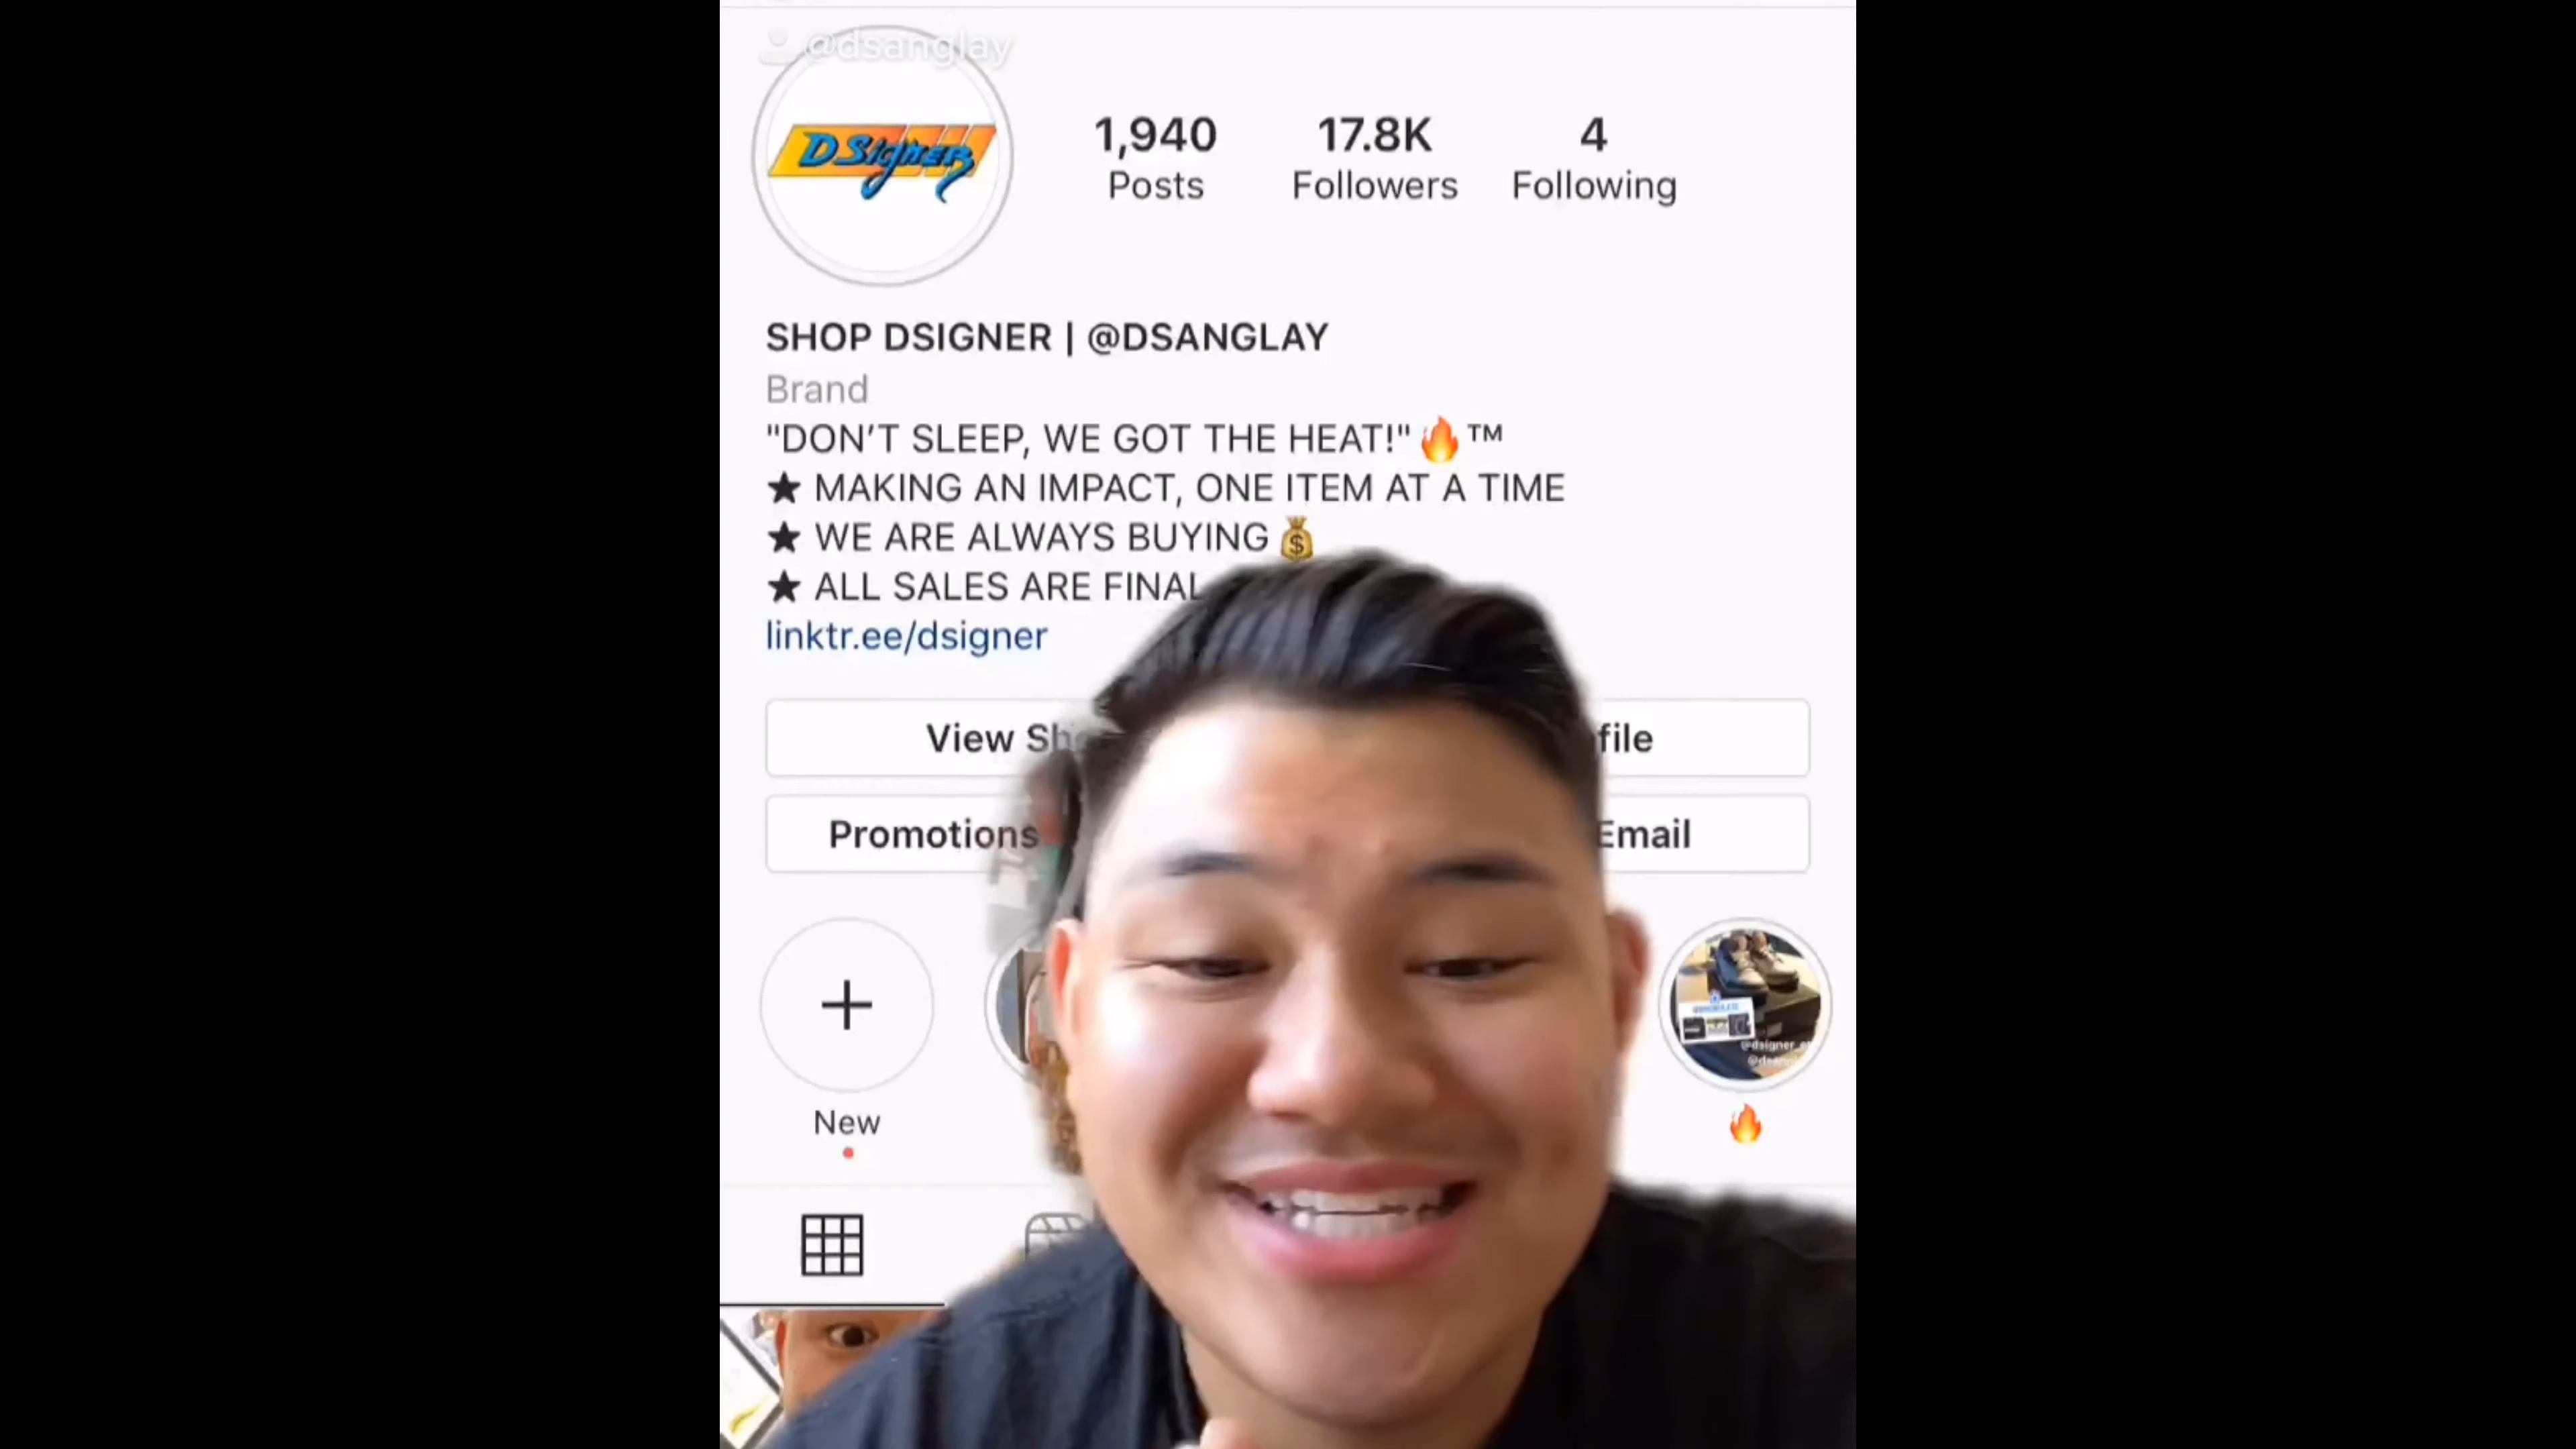 @dsanglay
DSigner
1,940 17.8K 4
Posts Followers Following
SHOP DSIGNER | @DSANGLAY
Brand
"DON'T SLEEP, WE GOT THE HEAT!" 🔥™
★ MAKING AN IMPACT, ONE ITEM AT A TIME
★ WE ARE ALWAYS BUYING 💰
★ ALL SALES ARE FINAL
linktr.ee/dsigner
View
Promotions Email
New 🔥